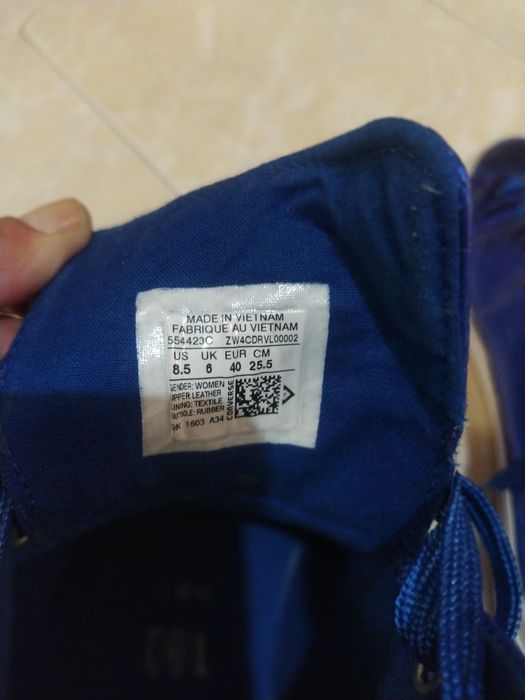 MADE IN VIETNAM
FABRIQUE AU VIETNAM
554423C ZW4CDRVL00002
US UK EUR CM
8.5 6 40 25.5
GENDER: WOMEN
UPPER LEATHER
LINING: TEXTILE
OUTSOLE: RUBBER
CONVERSE
9K 1603 A34